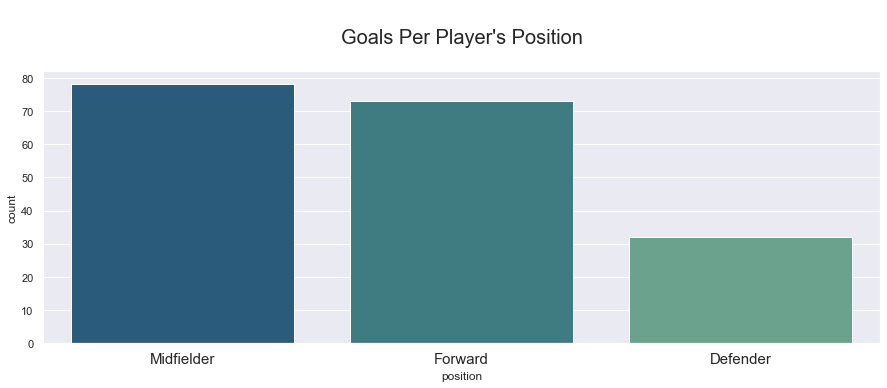 Goals Per Player's Position
80
70
60
50
40
30
20
10
0
count
Midfielder Forward Defender
position